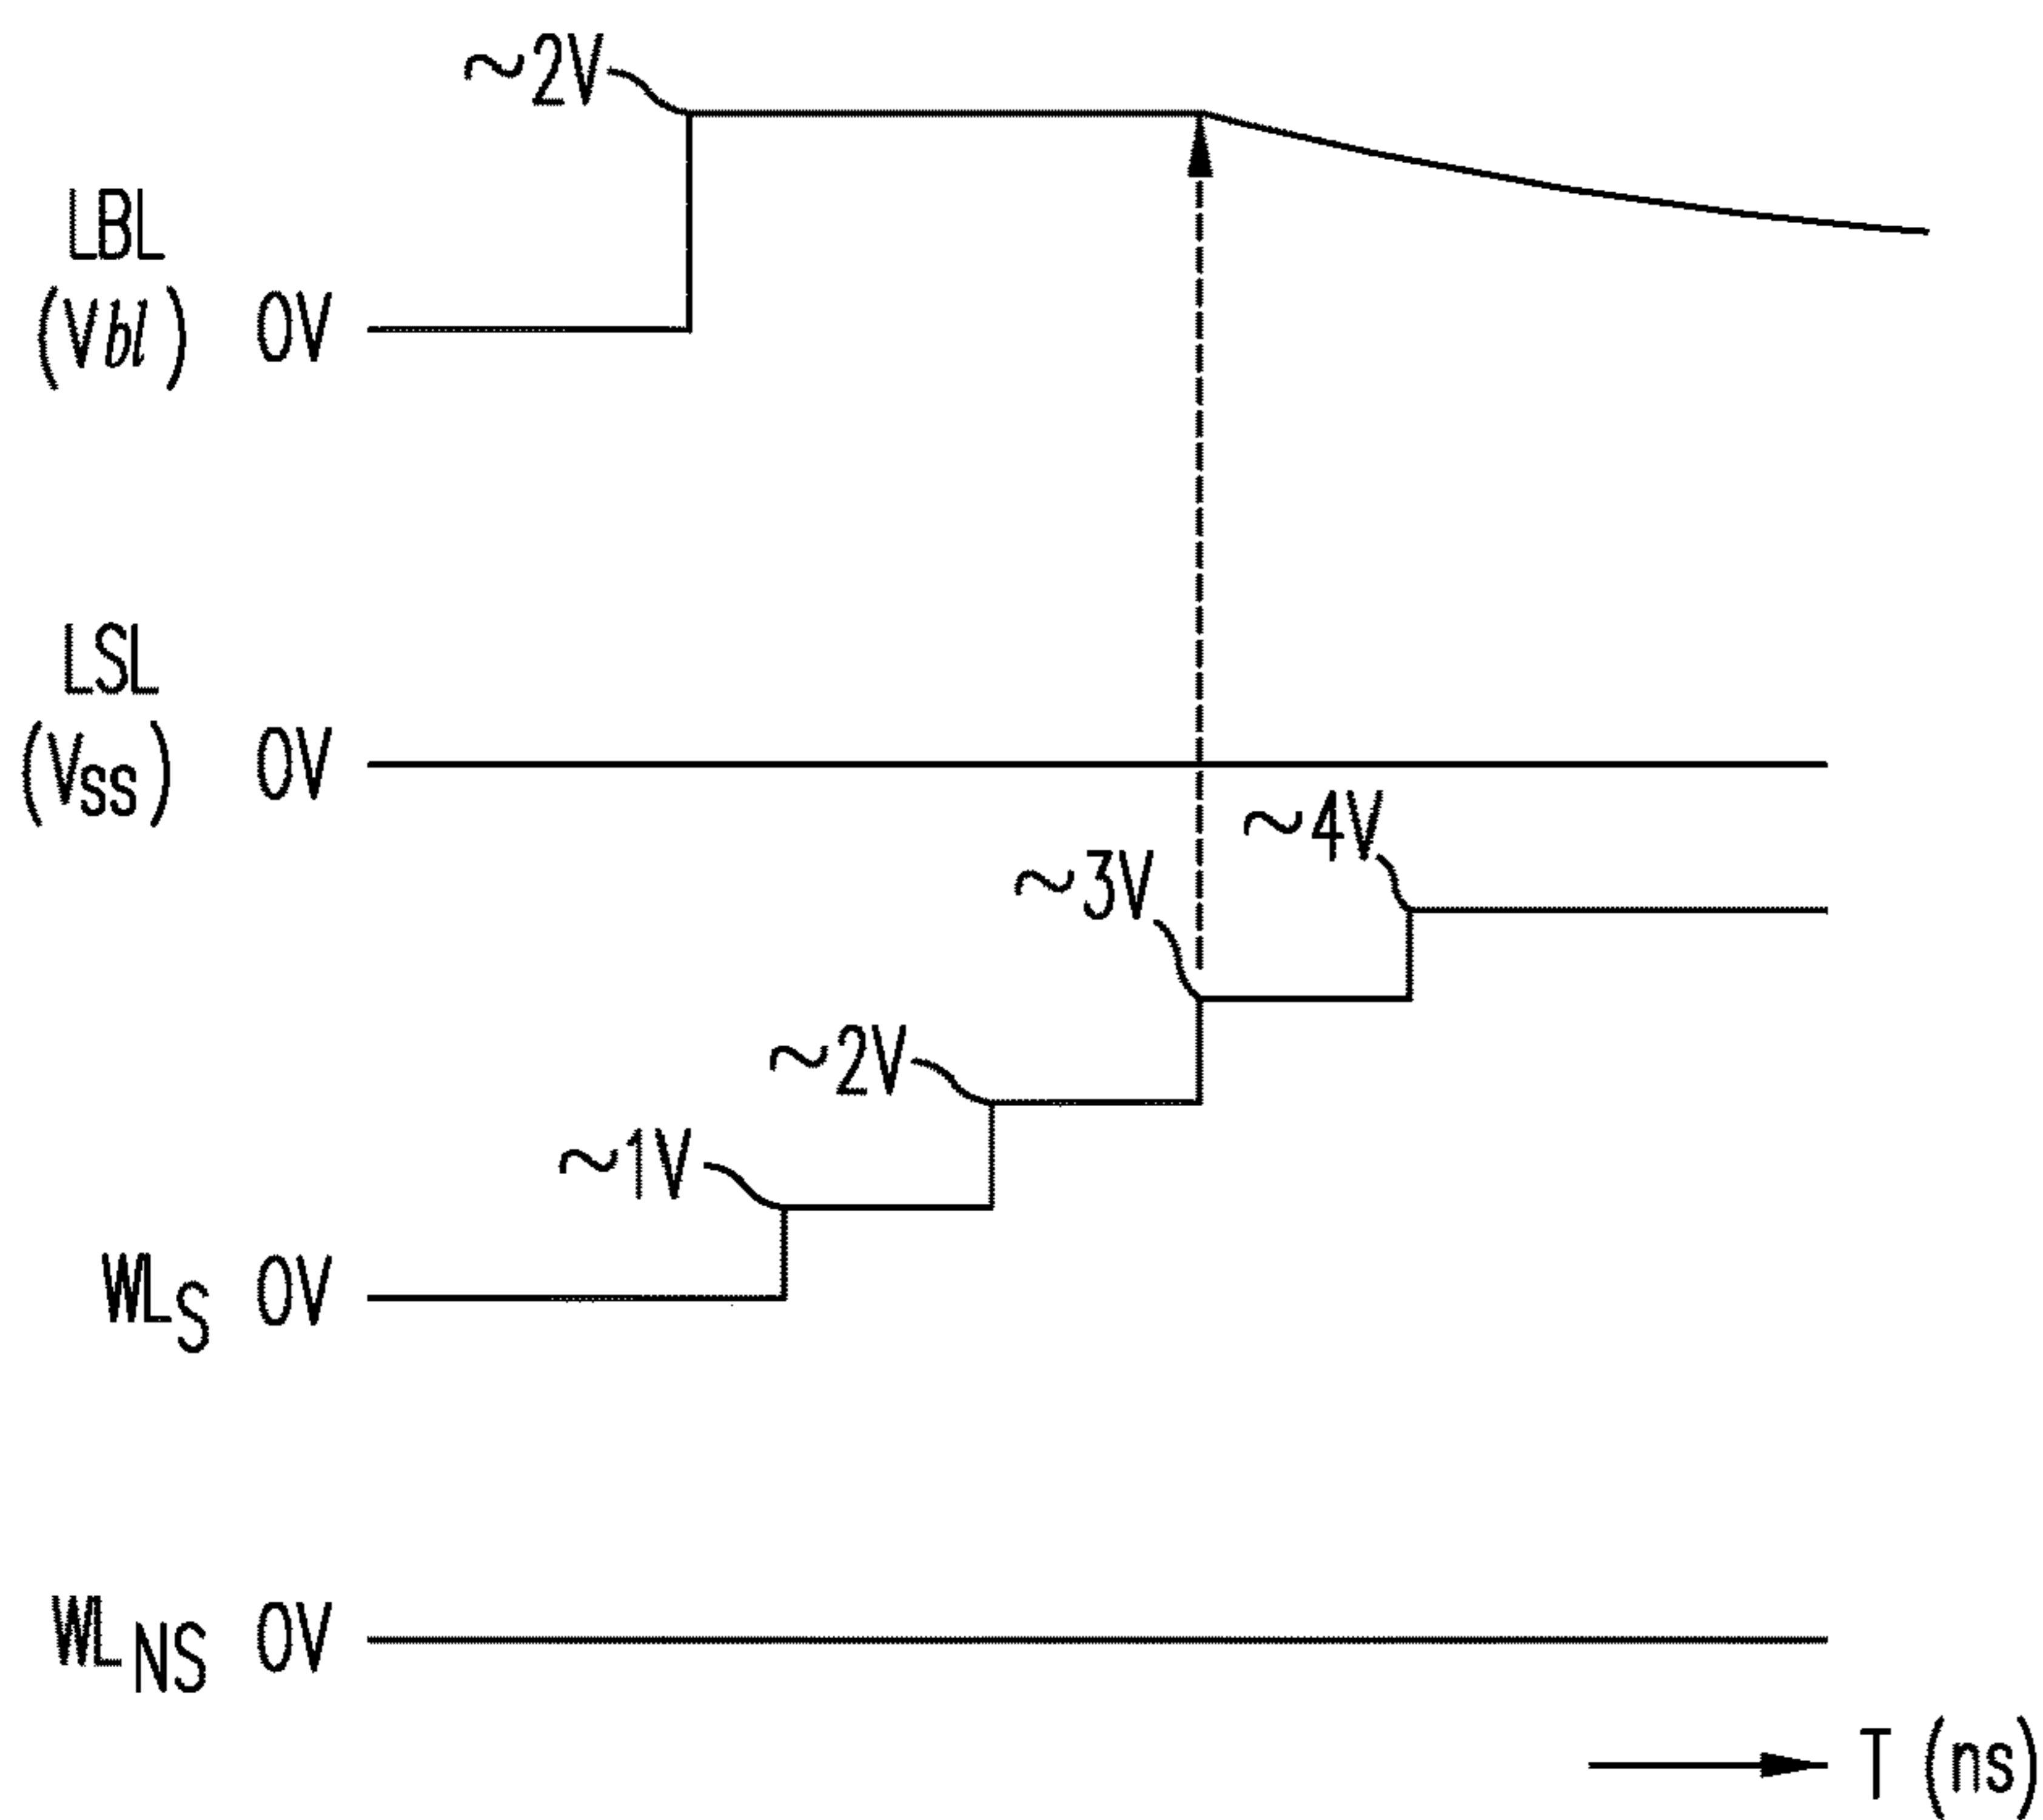 ~2V
LBL
(Vbl) 0V
LSL
(Vss) 0V
~4V
~3V
~2V
~1V
WLS 0V
WLNS 0V
T (ns)